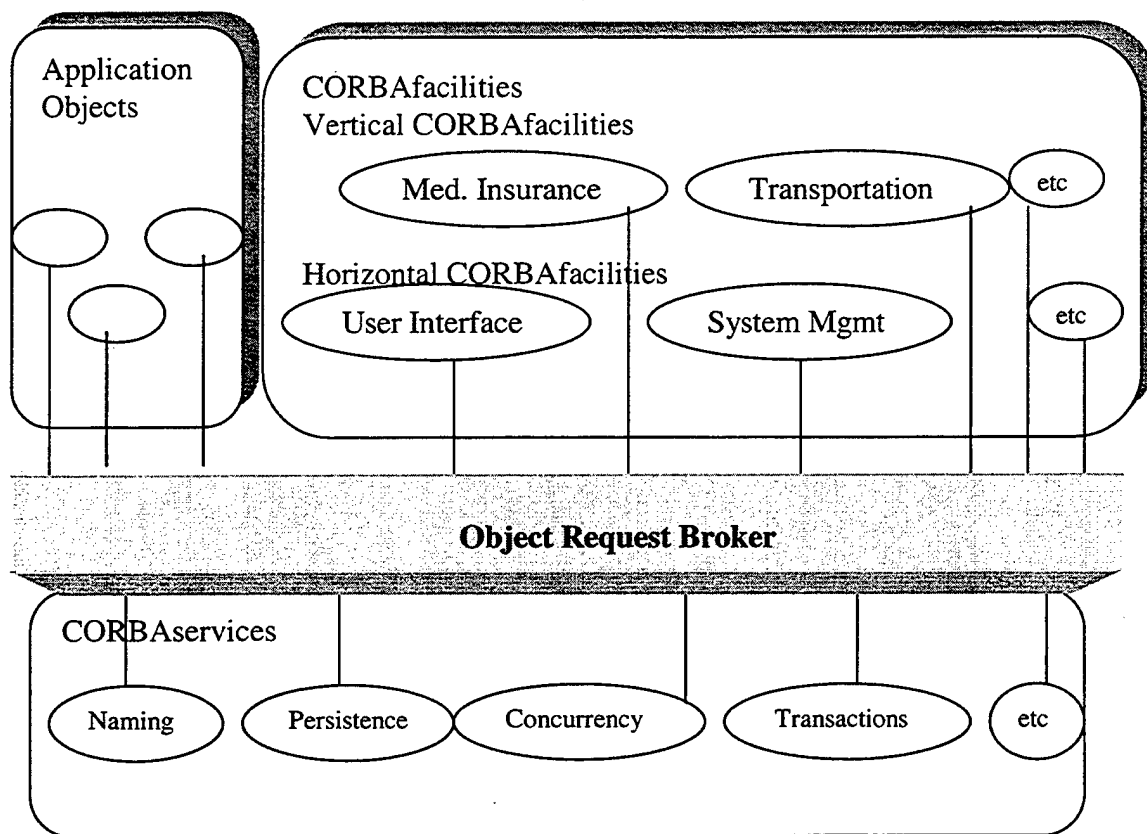 Application
Objects
CORBAfacilities
Vertical CORBAfacilities
Med. Insurance
Transportation
etc
Horizontal CORBAfacilities
User Interface
System Mgmt
etc
Object Request Broker
CORBAservices
Naming
Persistence
Concurrency
Transactions
etc